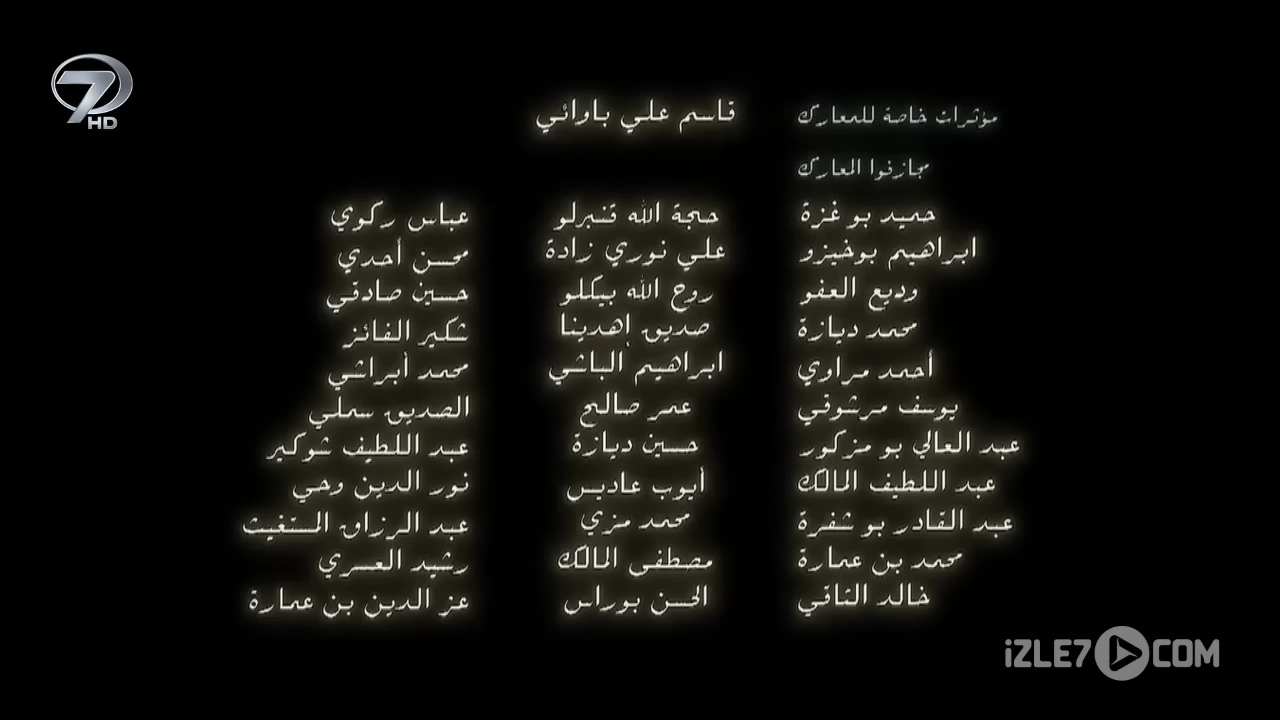 7 HD
مؤثرات خاصة للمعارك قاسم علي باوائي
مجازفوا المعارك
حميد بوغزة حجة الله قنبرلو عباس ركوي
ابراهيم بوخيزو علي نوري زادة محسن أحدي
وديع العفو روح الله بيكلو حسين صادقي
محمد ديازة صديق إهدينا شكير الفائز
أحمد مراوي ابراهيم ألباشي محمد أبراشي
يوسف مرشوقي عمر صالح الصديق سملي
عبد العالي بو مزكور حسين ديازة عبد اللطيف شوكير
عبد اللطيف المالك أيوب عاديس نور الدين وحي
عبد القادر بو شفرة محمد مزي عبد الرزاق المستغيث
محمد بن عمارة مصطفى المالك رشيد العسري
خالد التاقي الحسن بوراس عز الدين بن عمارة
iZLE7 COM